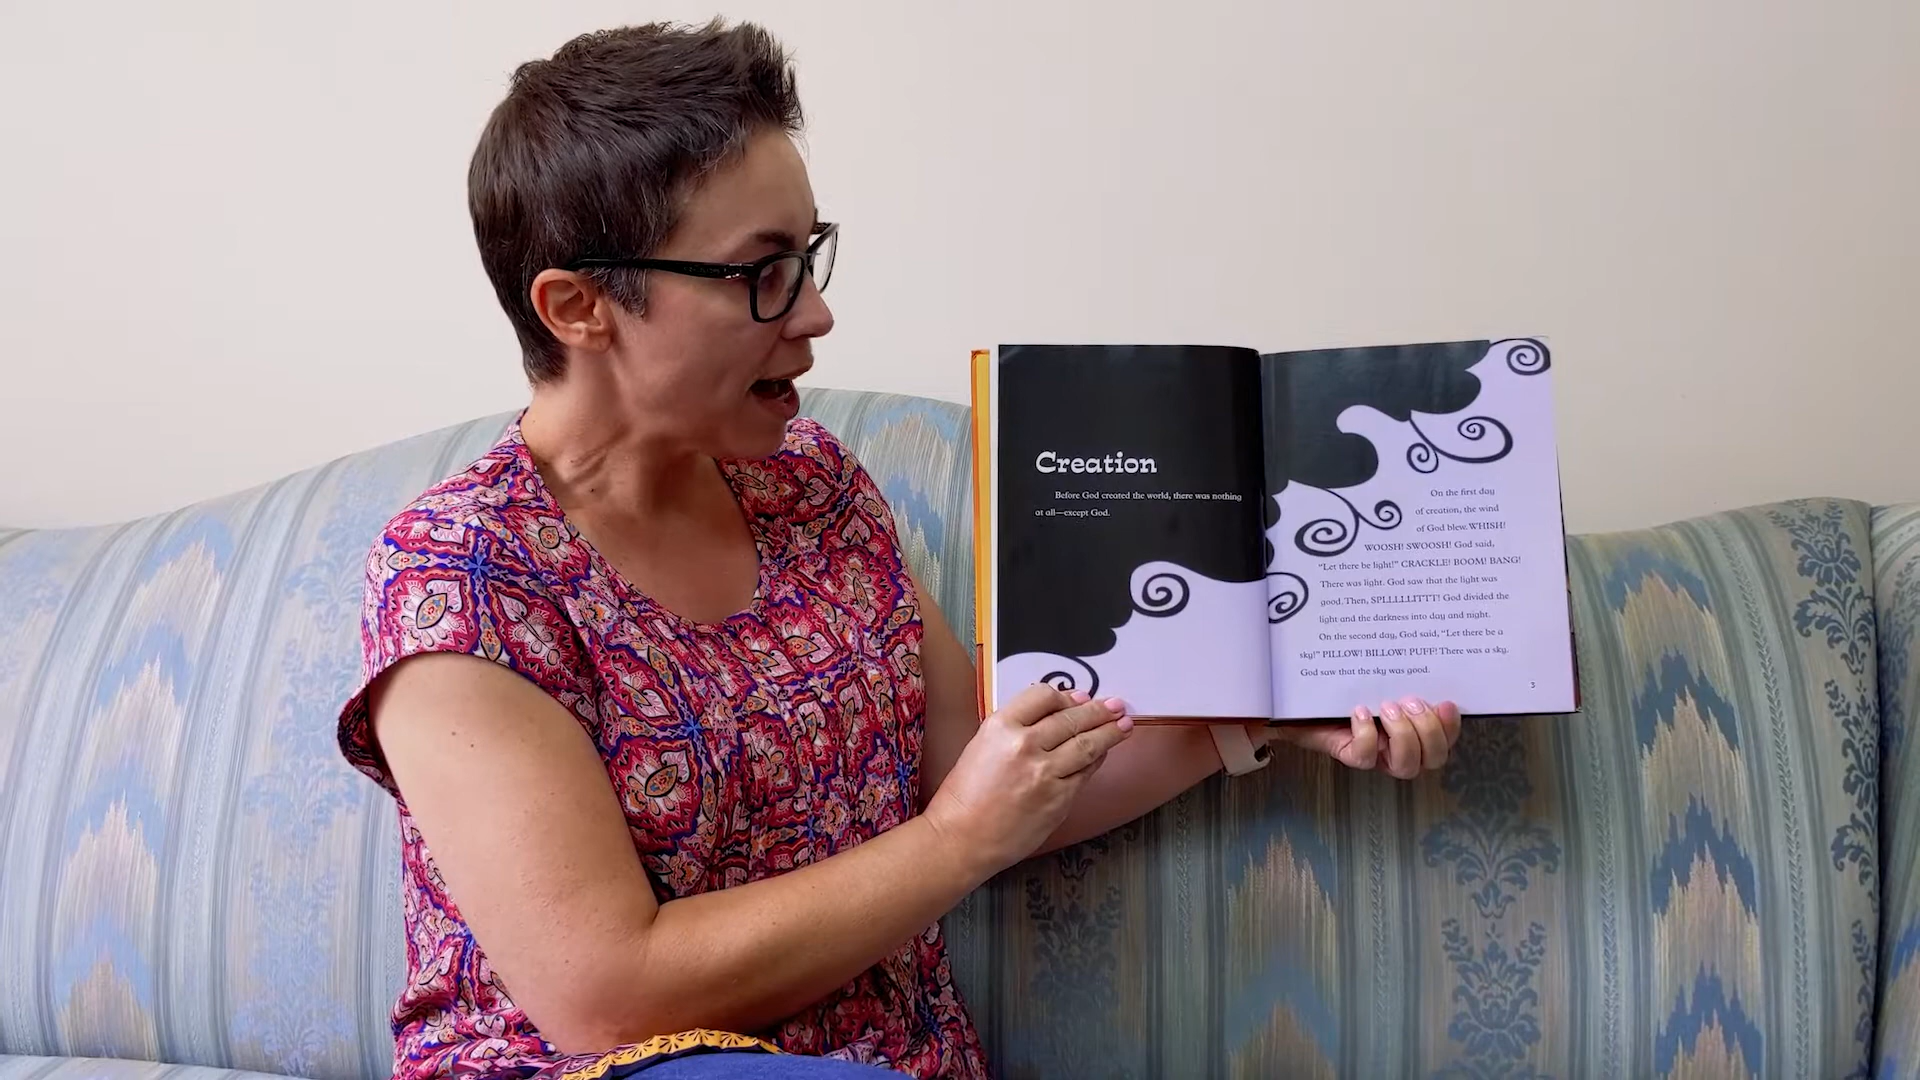 Creation
Before God created the world, there was nothing
at all—except God.
On the first day
of creation, the wind
of God blew. WHISH!
WOOSH! SWOOSH! God said,
“Let there be light!” CRACKLE! BOOM! BANG!
There was light. God saw that the light was
good. Then, SPLLLLLITTT! God divided the
light and the darkness into day and night.
On the second day, God said, “Let there be a
sky!” PILLOW! BILLOW! PUFF! There was a sky.
God saw that the sky was good.
3